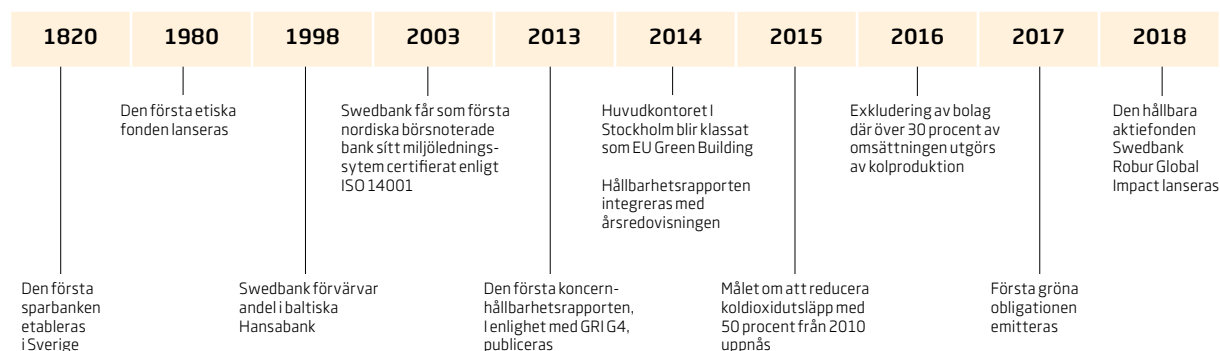 1820 1980 1998 2003 2013 2014 2015 2016 2017 2018
Den första etiska
fonden lanseras
Swedbank får som första
nordiska börsnoterade
bank sítt miljölednings-
sytem certifierat enligt
ISO 14001
Huvudkontoret I
Stockholm blir klassat
som EU Green Building
Hållbarhetsrapporten
integreras med
årsredovisningen
Exkludering av bolag
där över 30 procent av
omsättningen utgörs
av kolproduktion
Den hållbara
aktiefonden
Swedbank
Robur Global
Impact lanseras
Den första
sparbanken
etableras
i Sverige
Swedbank förvärvar
andel i baltiska
Hansabank
Den första koncern-
hållbarhetsrapporten,
I enlighet med GRI G4,
publiceras
Målet om att reducera
koldioxidutsläpp med
50 procent från 2010
uppnås
Första gröna
obligationen
emitteras